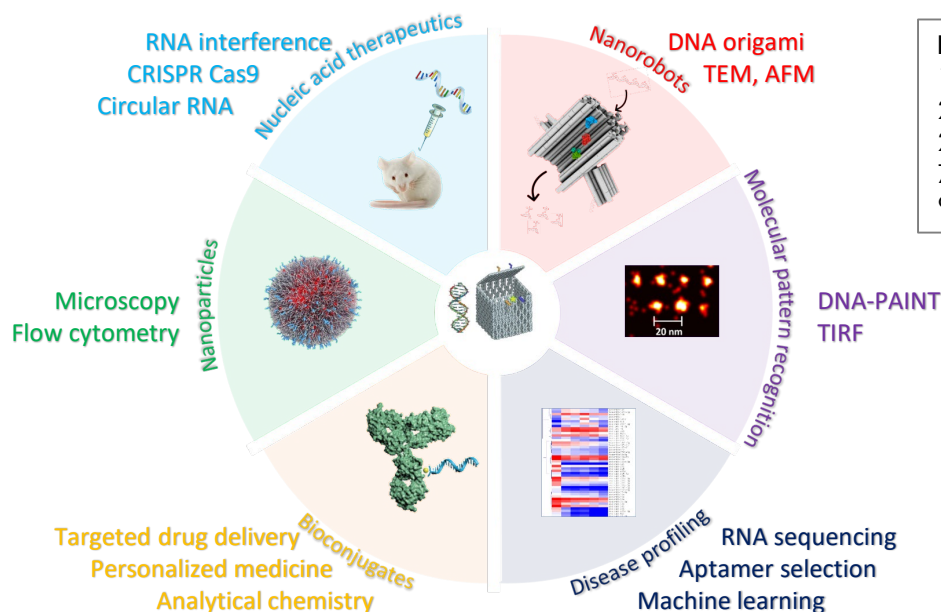 RNA interference
CRISPR Cas9
Circular RNA
Nucleic acid therapeutics
Nanorobots
DNA origami
TEM, AFM
Molecular pattern recognition
DNA-PAINT
TIRF
20 nm
Nanoparticles
Microscopy
Flow cytometry
Bioconjugates
Targeted drug delivery
Personalized medicine
Analytical chemistry
Disease profiling
RNA sequencing
Aptamer selection
Machine learning